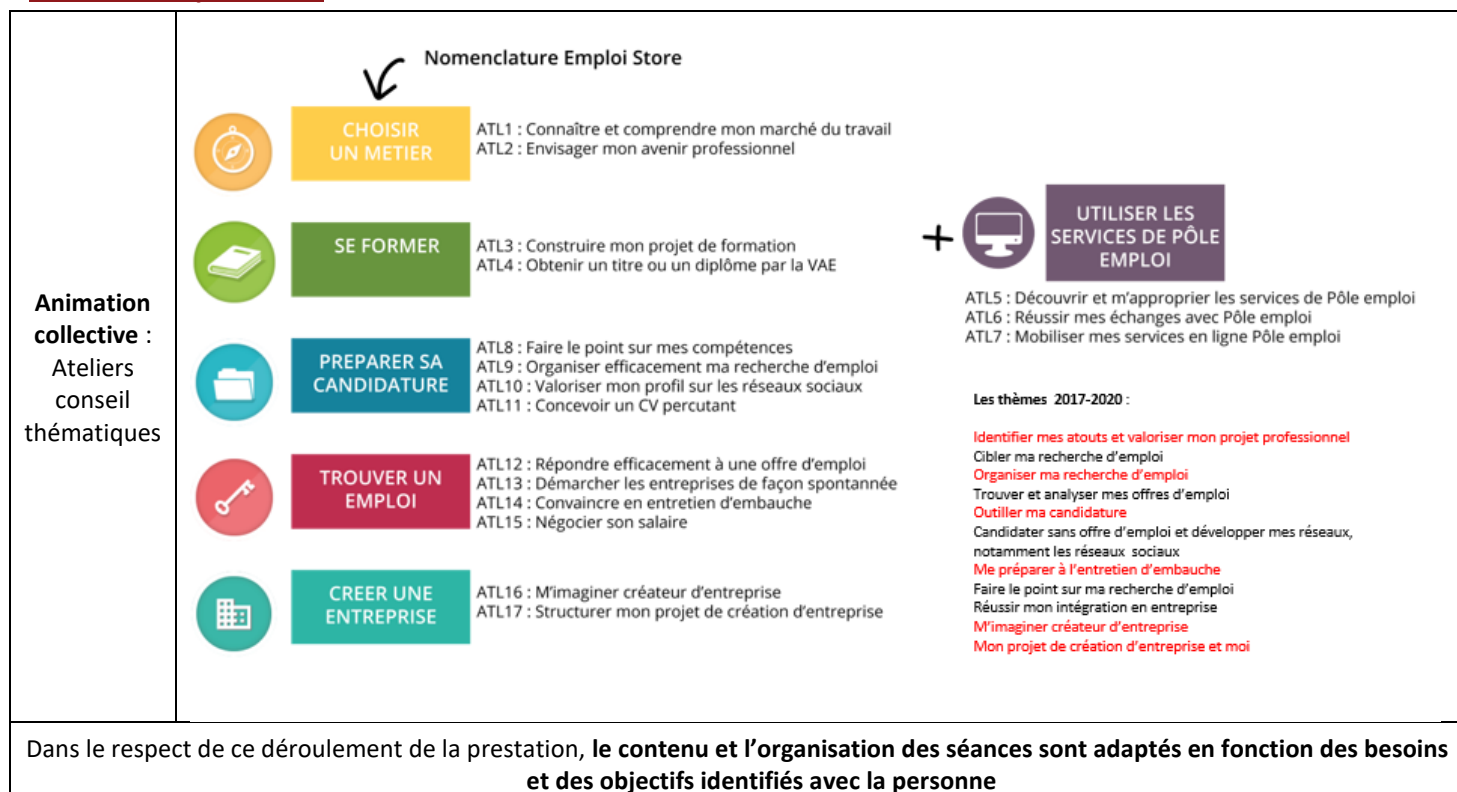 Animation
collective :
Ateliers
conseil
thématiques
Nomenclature Emploi Store
CHOISIR
UN METIER
ATL1 : Connaître et comprendre mon marché du travail
ATL2 : Envisager mon avenir professionnel
SE FORMER
ATL3 : Construire mon projet de formation
ATL4 : Obtenir un titre ou un diplôme par la VAE
PREPARER SA
CANDIDATURE
ATL8 : Faire le point sur mes compétences
ATL9 : Organiser efficacement ma recherche d'emploi
ATL10 : Valoriser mon profil sur les réseaux sociaux
ATL11 : Concevoir un CV percutant
TROUVER UN
EMPLOI
ATL12 : Répondre efficacement à une offre d'emploi
ATL13 : Démarcher les entreprises de façon spontannée
ATL14 : Convaincre en entretien d'embauche
ATL15 : Négocier son salaire
CREER UNE
ENTREPRISE
ATL16 : M'imaginer créateur d'entreprise
ATL17 : Structurer mon projet de création d'entreprise
+
UTILISER LES
SERVICES DE PÔLE
EMPLOI
ATL5 : Découvrir et m'approprier les services de Pôle emploi
ATL6 : Réussir mes échanges avec Pôle emploi
ATL7 : Mobiliser mes services en ligne Pôle emploi
Les thèmes 2017-2020 :
Identifier mes atouts et valoriser mon projet professionnel
Cibler ma recherche d'emploi
Organiser ma recherche d'emploi
Trouver et analyser mes offres d'emploi
Outiller ma candidature
Candidater sans offre d'emploi et développer mes réseaux,
notamment les réseaux sociaux
Me préparer à l'entretien d'embauche
Faire le point sur ma recherche d'emploi
Réussir mon intégration en entreprise
M'imaginer créateur d'entreprise
Mon projet de création d'entreprise et moi
Dans le respect de ce déroulement de la prestation, le contenu et l'organisation des séances sont adaptés en fonction des besoins
et des objectifs identifiés avec la personne